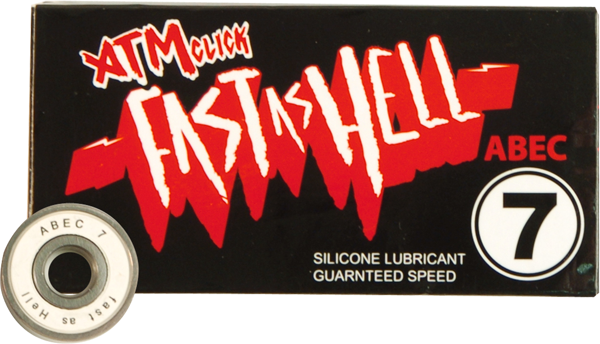 ATM CLICK
FAST AS HELL
ABEC
7
SILICONE LUBRICANT
GUARNTEED SPEED
ABEC 7
fast as Hell